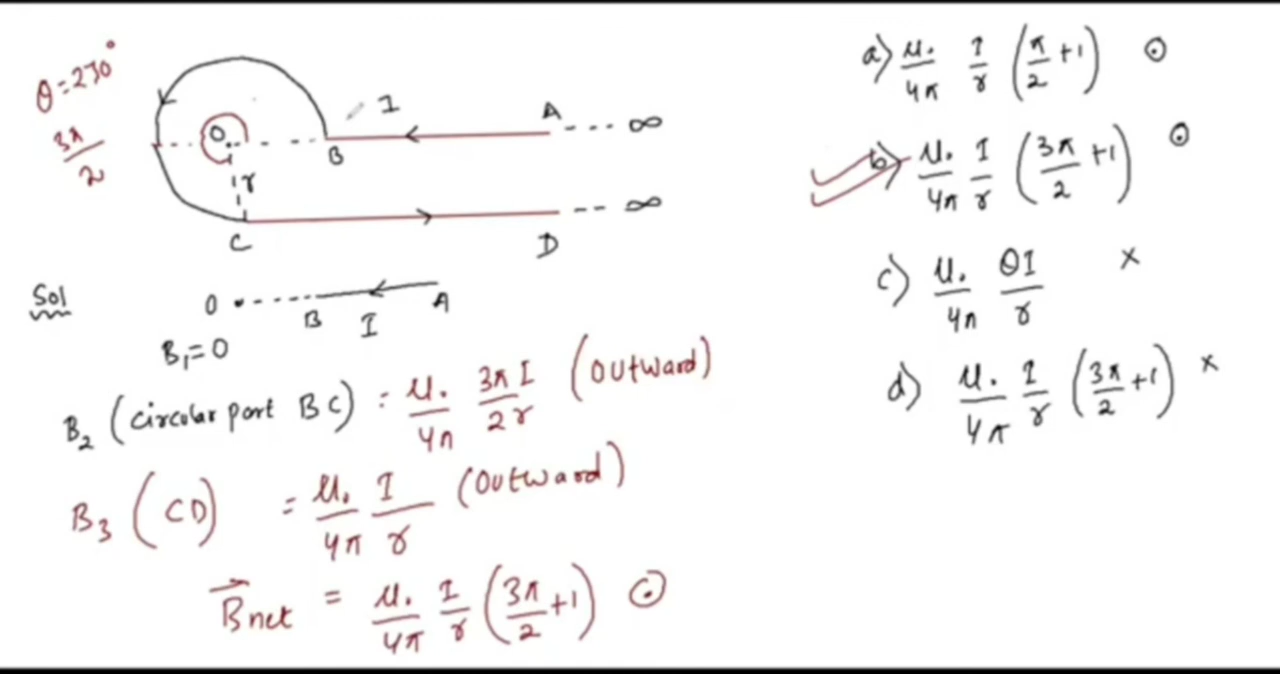 θ = 270°
3π/2
I
A
∞
O
B
r
∞
C
D
Sol
O
B
I
A
B₁ = 0
B₂ (circular part BC) = μ₀/4π 3π I/2r (outward)
B₃ (CD) = μ₀/4π I/r (outward)
B⃗net = μ₀/4π I/r (3π/2 + 1) ⊙
a) μ₀/4π I/r (π/2 + 1) ⊙
b) μ₀/4π I/r (3π/2 + 1) ⊙
c) μ₀/4π θI/r ×
d) μ₀/4π I/r (3π/2 + 1) ×